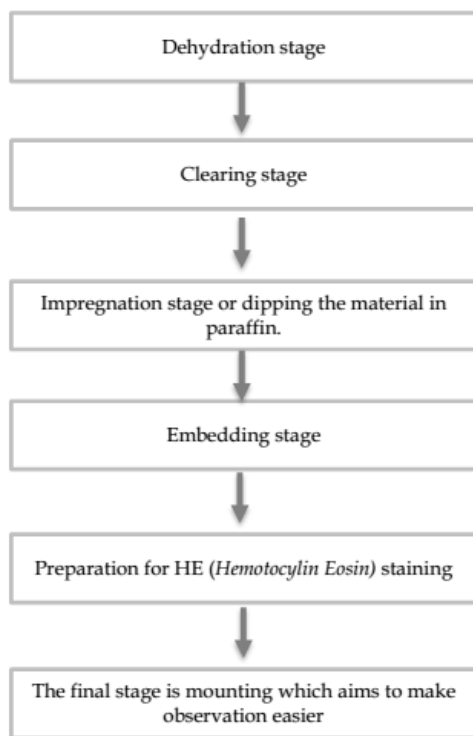 Dehydration stage
Clearing stage
Impregnation stage or dipping the material in
paraffin.
Embedding stage
Preparation for HE (Hemotocylin Eosin) staining
The final stage is mounting which aims to make
observation easier